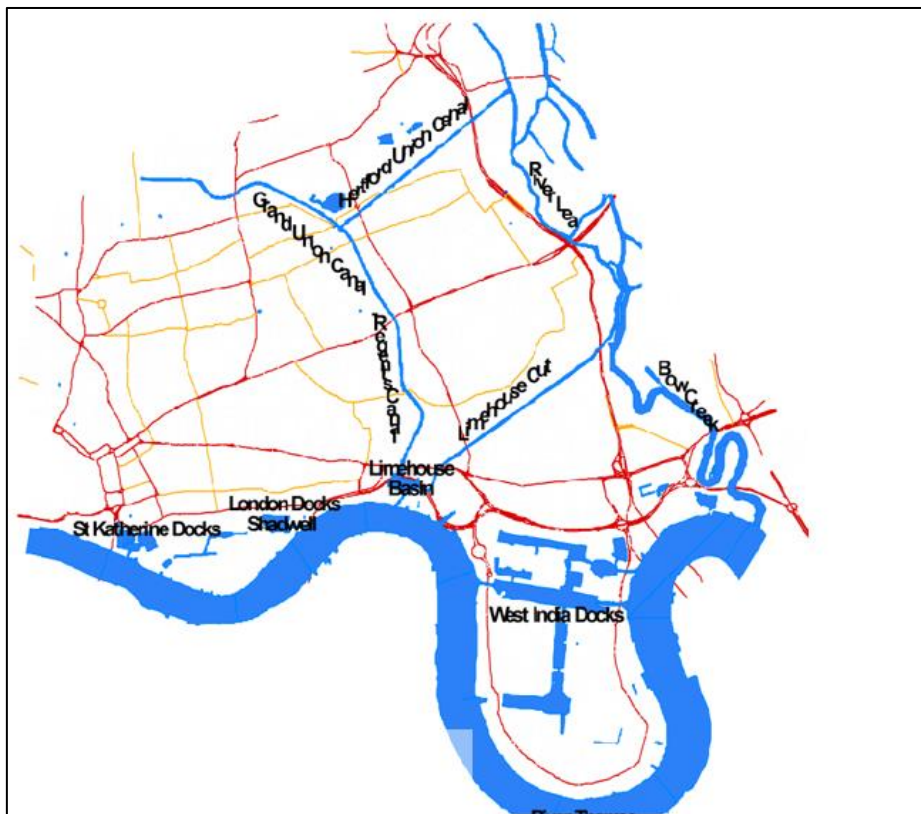 Hertford Union Canal
River Lea
Grand Union Canal
Regents Canal
Bow Creek
Limehouse Cut
Limehouse
Basin
London Docks
Shadwell
St Katherine Docks
West India Docks